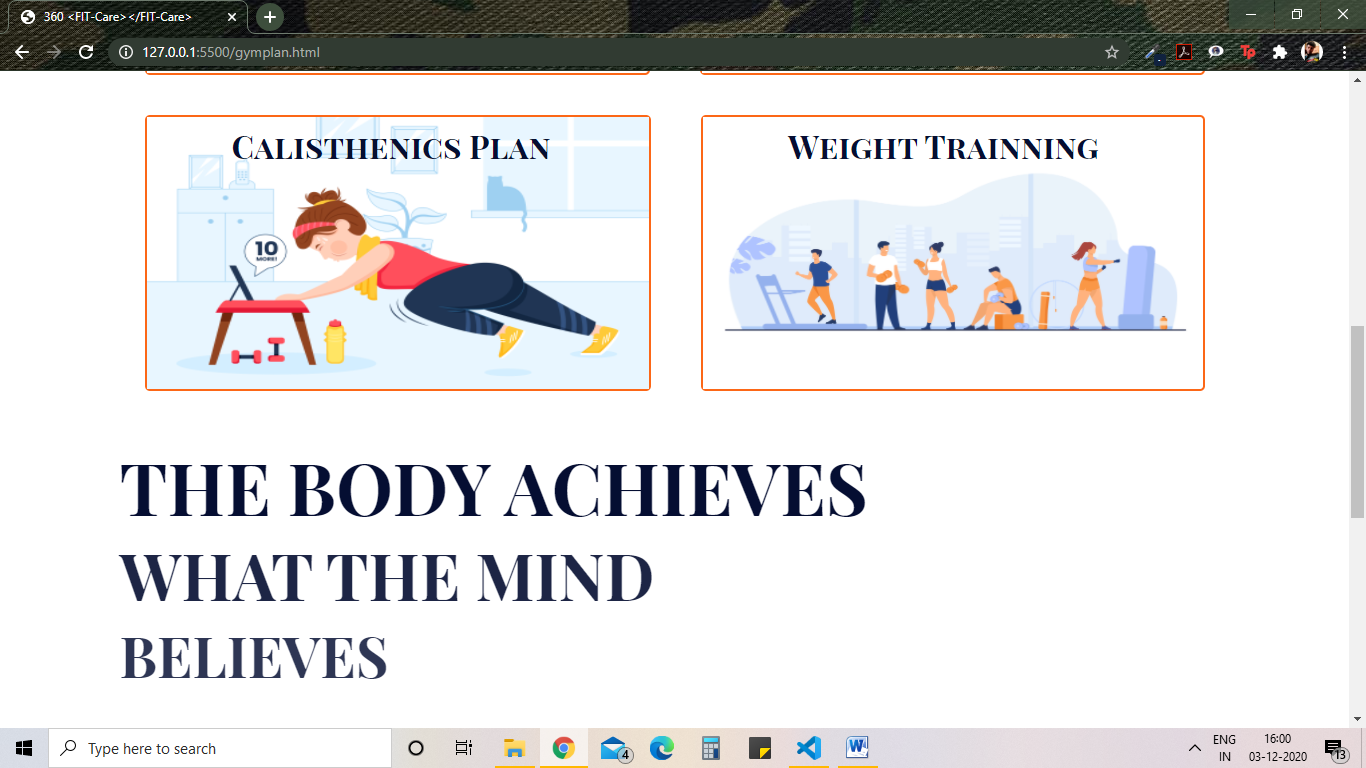 360 <FIT-Care></FIT-Care>
127.0.0.1:5500/gymplan.html
Calisthenics Plan
Weight Trainning
10
MORE!
THE BODY ACHIEVES
WHAT THE MIND
BELIEVES
Type here to search
4
ENG
IN
16:00
03-12-2020
13